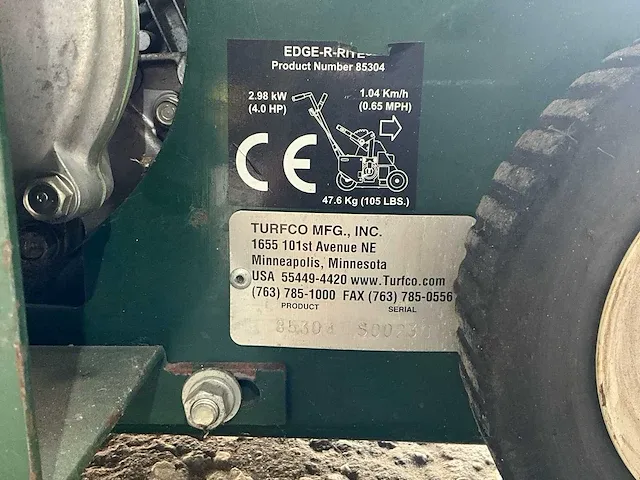 EDGE-R-RITE
Product Number 85304
2.98 kW
(4.0 HP)
1.04 Km/h
(0.65 MPH)
CE
47.6 Kg (105 LBS.)
TURFCO MFG., INC.
1655 101st Avenue NE
Minneapolis, Minnesota
USA 55449-4420 www.Turfco.com
(763) 785-1000 FAX (763) 785-0556
PRODUCT SERIAL